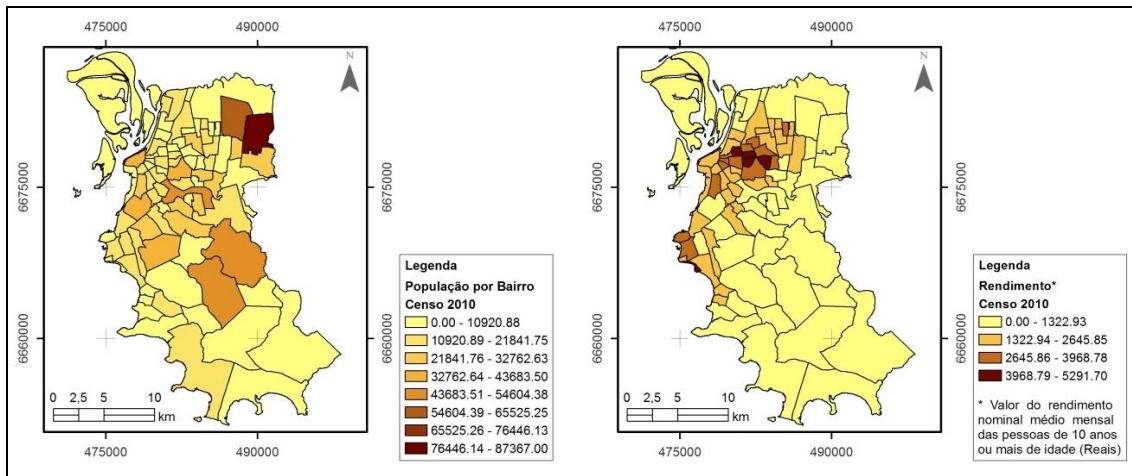 475000 490000
N
6675000
6675000
6660000
6660000
Legenda
População por Bairro
Censo 2010
0.00 - 10920.88
10920.89 - 21841.75
21841.76 - 32762.63
32762.64 - 43683.50
43683.51 - 54604.38
54604.39 - 65525.25
65525.26 - 76446.13
76446.14 - 87367.00
0 2,5 5 10
km
475000 490000
475000 490000
N
6675000
6675000
6660000
6660000
Legenda
Rendimento*
Censo 2010
0.00 - 1322.93
1322.94 - 2645.85
2645.86 - 3968.78
3968.79 - 5291.70
* Valor do rendimento
nominal médio mensal
das pessoas de 10 anos
ou mais de idade (Reais)
0 2,5 5 10
km
475000 490000